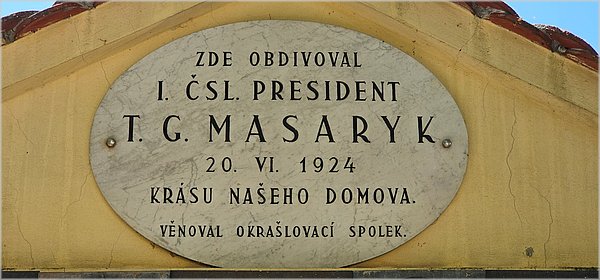 ZDE OBDIVOVAL
I. ČSL. PRESIDENT
T. G. MASARYK
20. VI. 1924
KRÁSU NAŠEHO DOMOVA.
VĚNOVAL OKRAŠLOVACÍ SPOLEK.